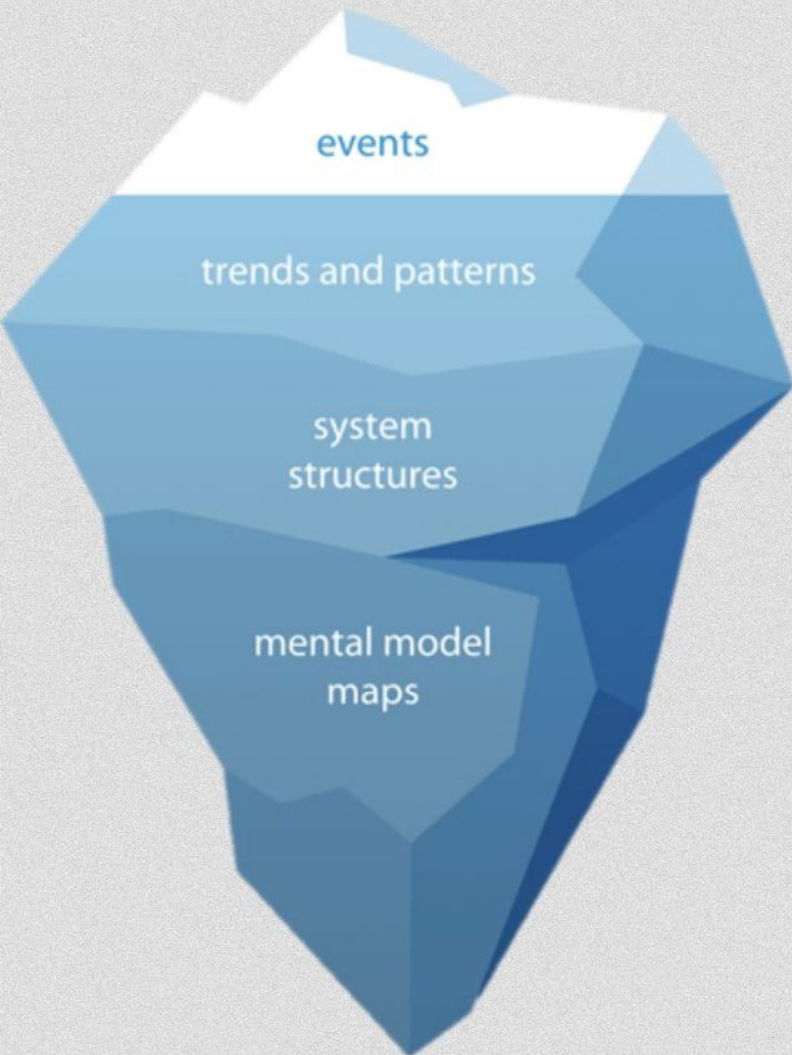 events
trends and patterns
system
structures
mental model
maps